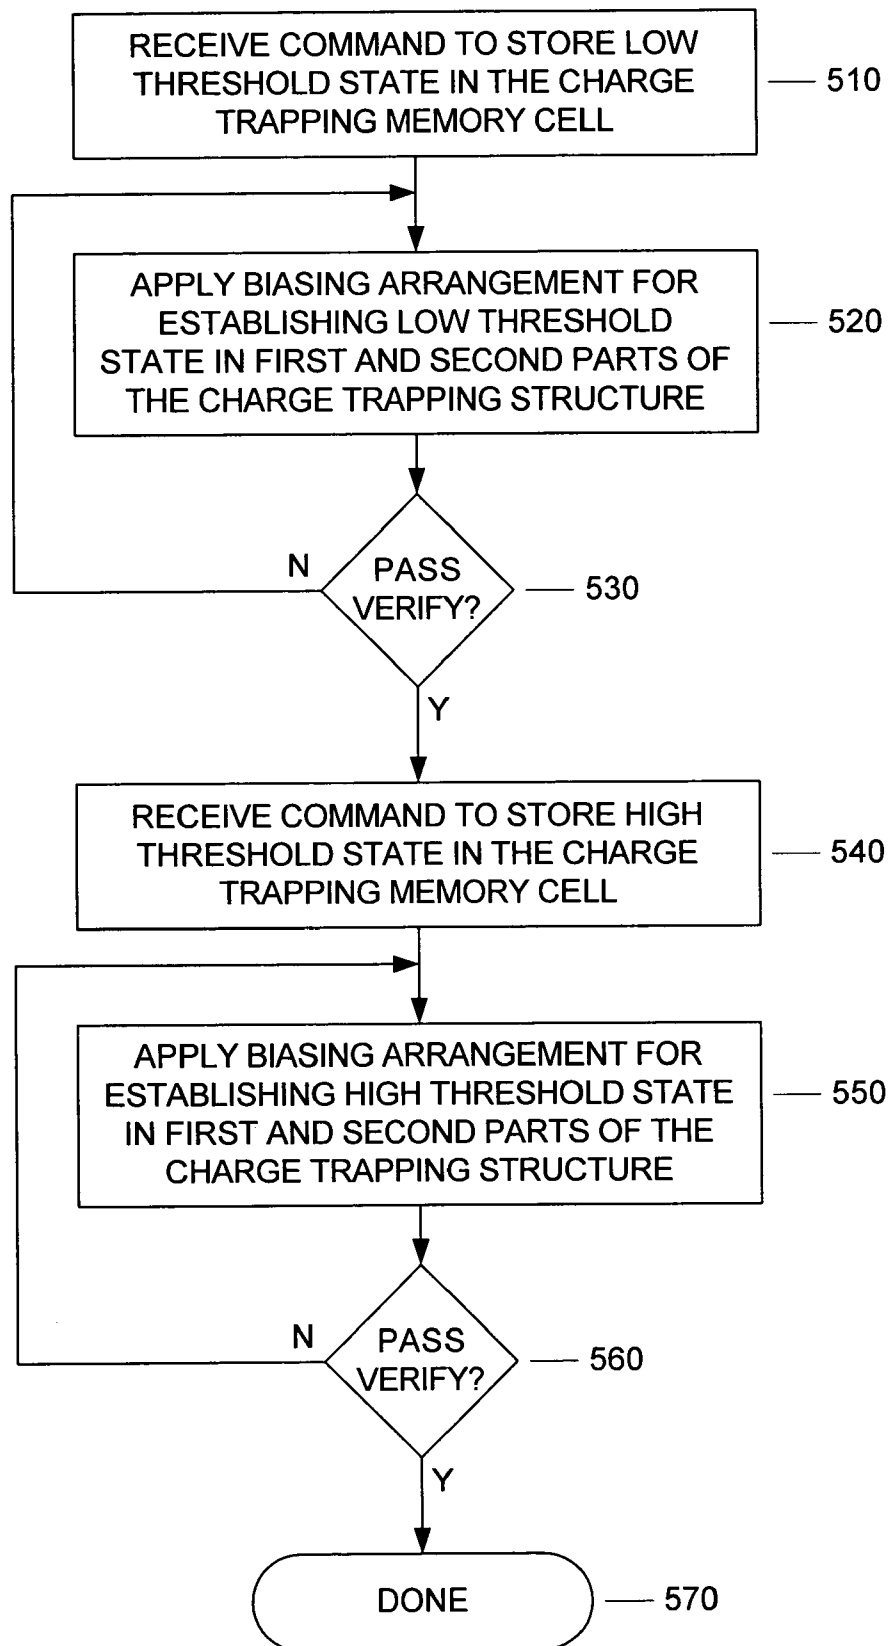 RECEIVE COMMAND TO STORE LOW
THRESHOLD STATE IN THE CHARGE
TRAPPING MEMORY CELL
510
APPLY BIASING ARRANGEMENT FOR
ESTABLISHING LOW THRESHOLD
STATE IN FIRST AND SECOND PARTS OF
THE CHARGE TRAPPING STRUCTURE
520
N
PASS
VERIFY?
530
Y
RECEIVE COMMAND TO STORE HIGH
THRESHOLD STATE IN THE CHARGE
TRAPPING MEMORY CELL
540
APPLY BIASING ARRANGEMENT FOR
ESTABLISHING HIGH THRESHOLD STATE
IN FIRST AND SECOND PARTS OF THE
CHARGE TRAPPING STRUCTURE
550
N
PASS
VERIFY?
560
Y
DONE
570